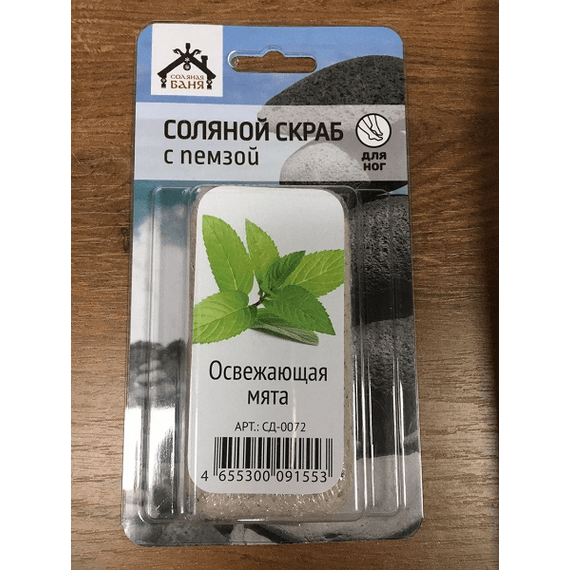 СОЛЯНАЯ
БАНЯ
СОЛЯНОЙ СКРАБ
с пемзой
для
ног
Освежающая
мята
АРТ.: СД-0072
4 655300 091553